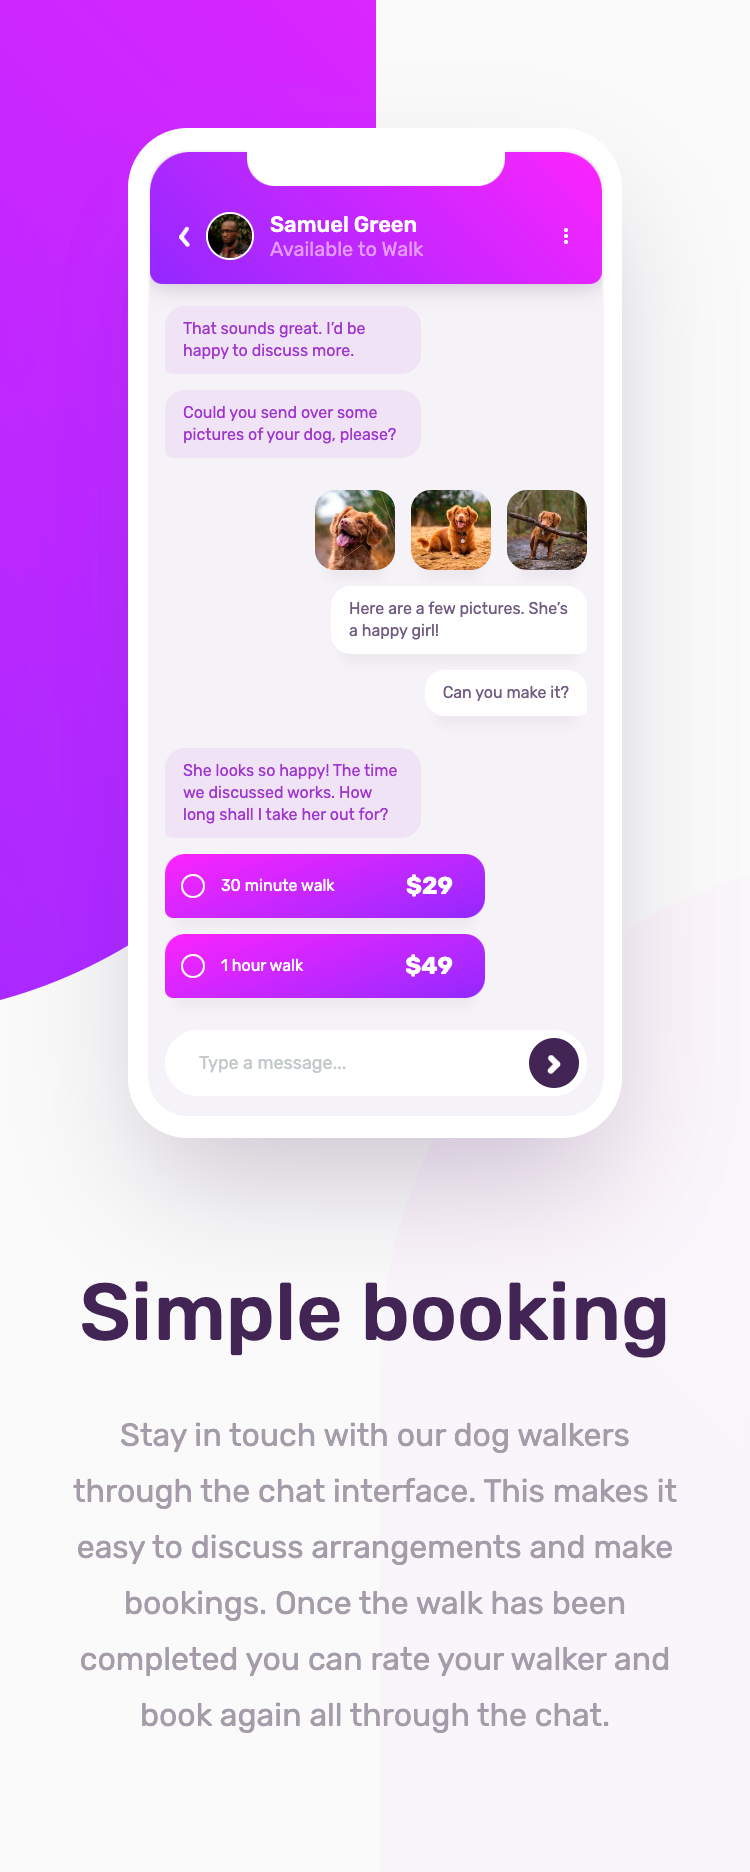 Samuel Green
Available to Walk
That sounds great. I’d be
happy to discuss more.
Could you send over some
pictures of your dog, please?
Here are a few pictures. She’s
a happy girl!
Can you make it?
She looks so happy! The time
we discussed works. How
long shall I take her out for?
30 minute walk $29
1 hour walk $49
Type a message...
Simple booking
Stay in touch with our dog walkers
through the chat interface. This makes it
easy to discuss arrangements and make
bookings. Once the walk has been
completed you can rate your walker and
book again all through the chat.